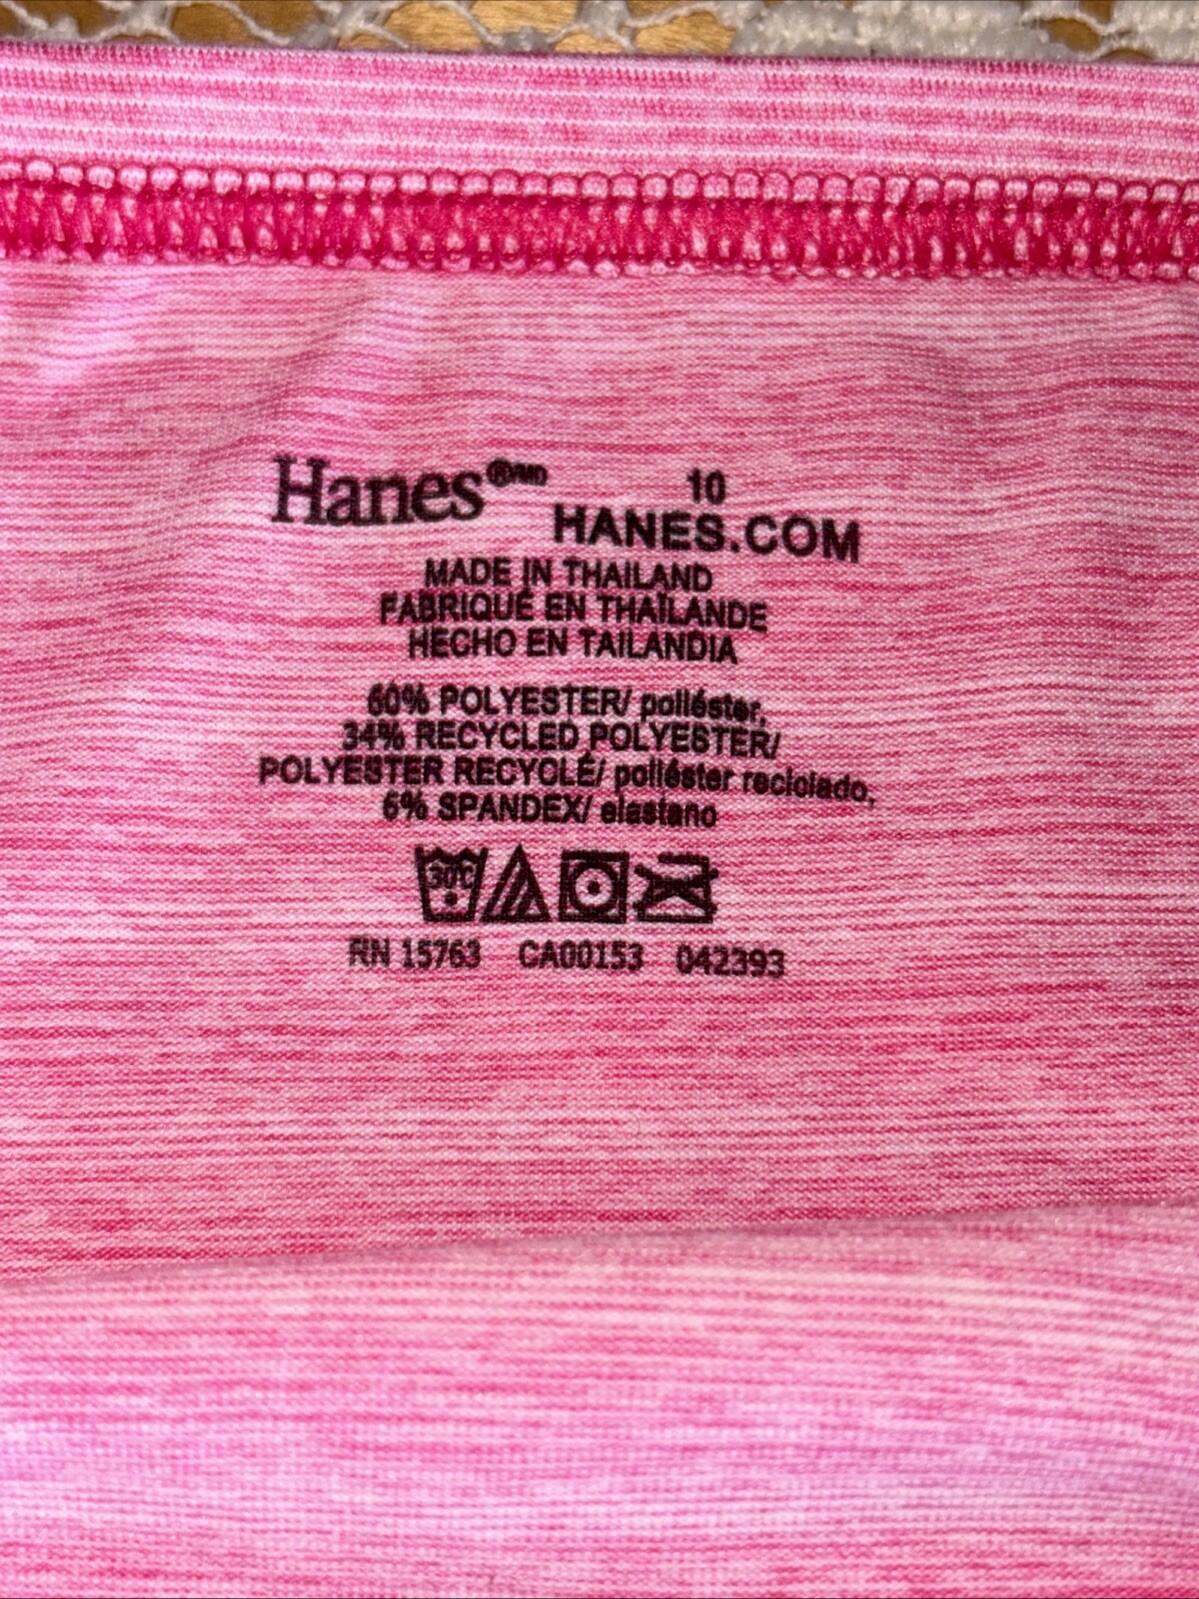 Hanes®/MD 10
HANES.COM
MADE IN THAILAND
FABRIQUÉ EN THAÏLANDE
HECHO EN TAILANDIA
60% POLYESTER/ poliéster,
34% RECYCLED POLYESTER/
POLYESTER RECYCLÉ/ poliéster reciclado,
6% SPANDEX/ elastano
30°C
RN 15763 CA00153 042393